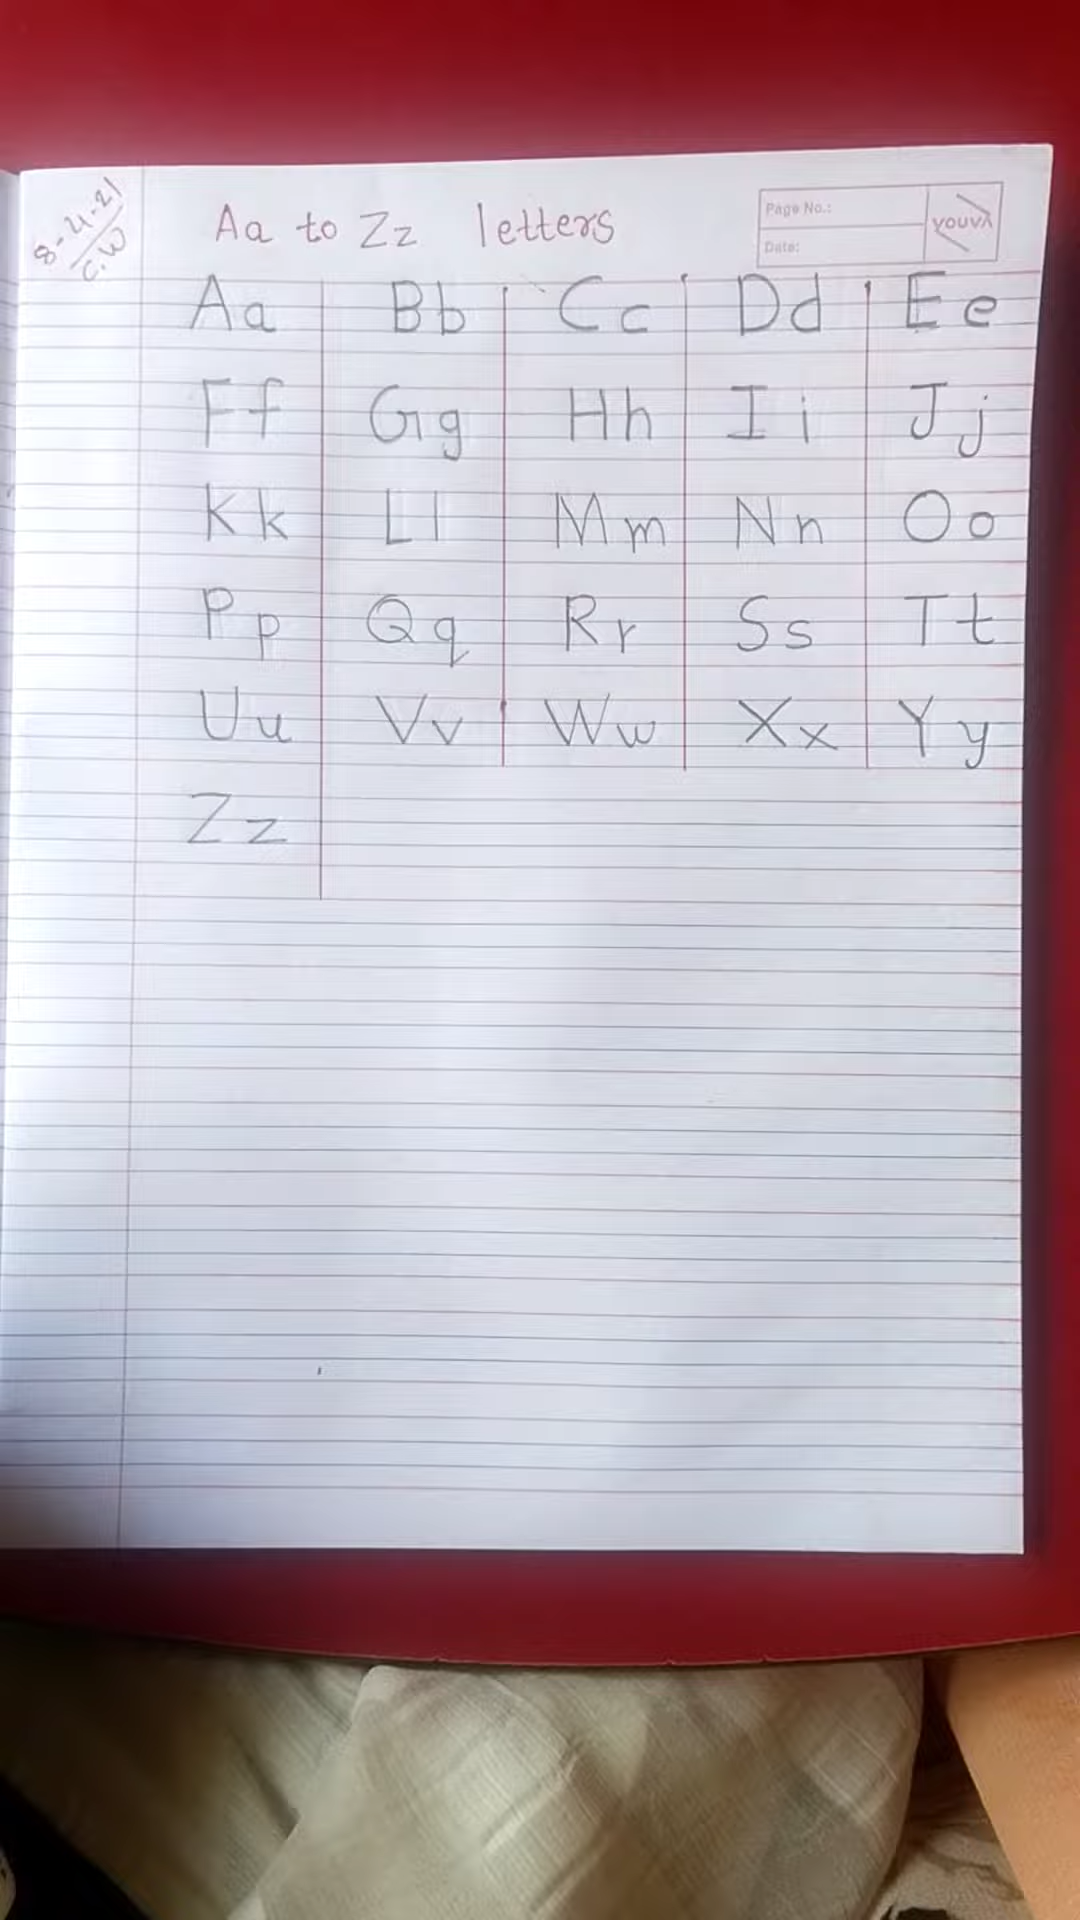 8-4-21
C.W
Aa to Zz letters
Page No.:
Date:
YOUVA
Aa Bb Cc Dd Ee
Ff Gg Hh Ii Jj
Kk Ll Mm Nn Oo
Pp Qq Rr Ss Tt
Uu Vv Ww Xx Yy
Zz